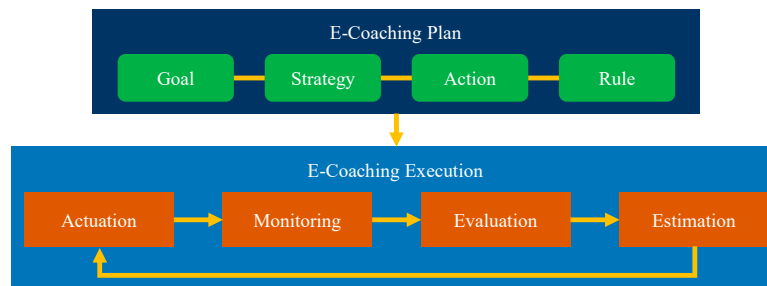 E-Coaching Plan
Goal
Strategy
Action
Rule
E-Coaching Execution
Actuation
Monitoring
Evaluation
Estimation